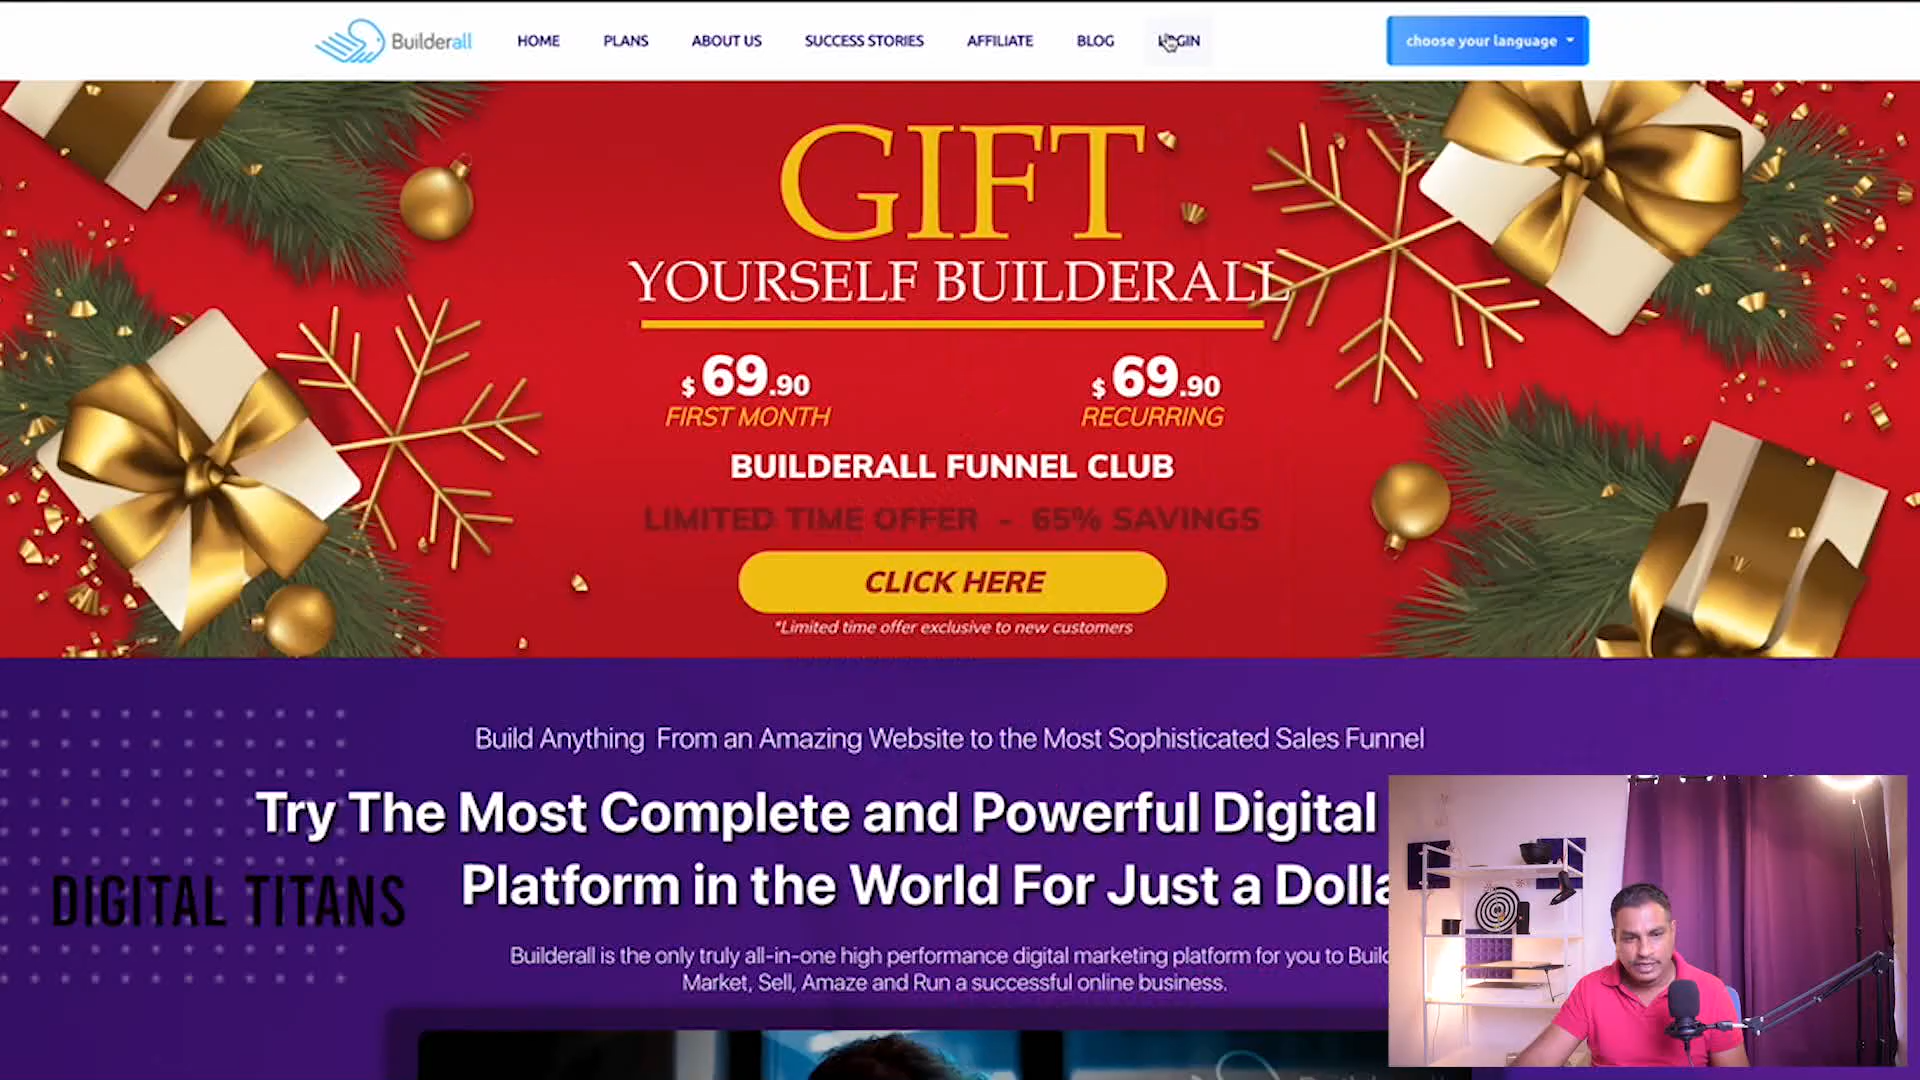 Builderall
HOME PLANS ABOUT US SUCCESS STORIES AFFILIATE BLOG LOGIN
choose your language
GIFT
YOURSELF BUILDERALL
$69.90 $69.90
FIRST MONTH RECURRING
BUILDERALL FUNNEL CLUB
LIMITED TIME OFFER - 65% SAVINGS
CLICK HERE
*Limited time offer exclusive to new customers
Build Anything From an Amazing Website to the Most Sophisticated Sales Funnel
Try The Most Complete and Powerful Digital
Platform in the World For Just a Dolla
DIGITAL TITANS
Builderall is the only truly all-in-one high performance digital marketing platform for you to Build
Market, Sell, Amaze and Run a successful online business.